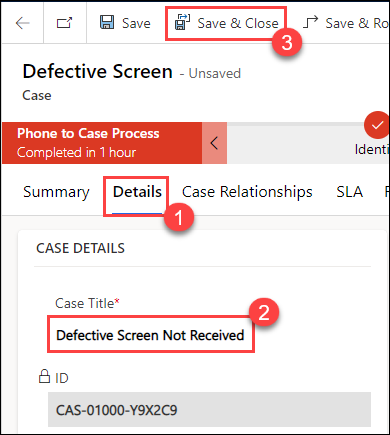 Save Save & Close Save & Ro
3
Defective Screen - Unsaved
Case
Phone to Case Process
Completed in 1 hour
Identi
Summary Details Case Relationships SLA
1
CASE DETAILS
Case Title*
2
Defective Screen Not Received
ID
CAS-01000-Y9X2C9